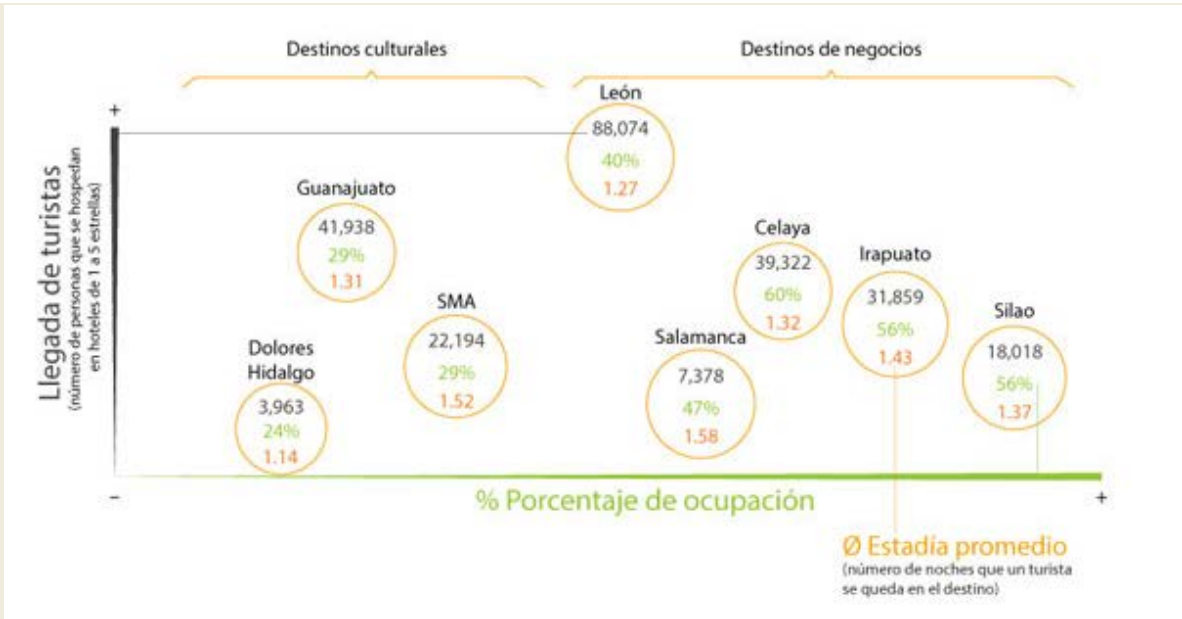 Destinos culturales
Destinos de negocios
+
Llegada de turistas
(número de personas que se hospedan
en hoteles de 1 a 5 estrellas)
León
88,074
40%
1.27
Guanajuato
41,938
29%
1.31
SMA
22,194
29%
1.52
Dolores
Hidalgo
3,963
24%
1.14
Celaya
39,322
60%
1.32
Irapuato
31,859
56%
1.43
Salamanca
7,378
47%
1.58
Silao
18,018
56%
1.37
–
% Porcentaje de ocupación
+
Ø Estadía promedio
(número de noches que un turista
se queda en el destino)